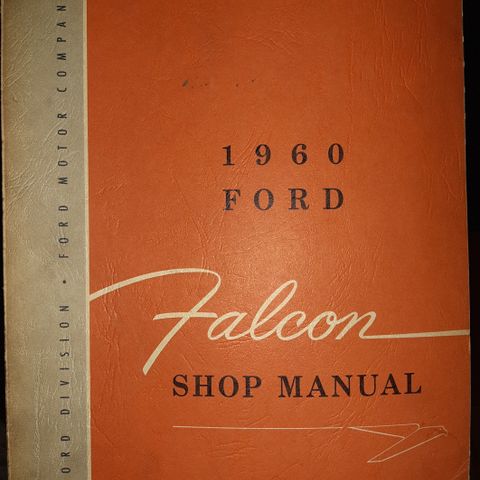 1960
FORD
Falcon
SHOP MANUAL
ORD DIVISION • FORD MOTOR COMPAN